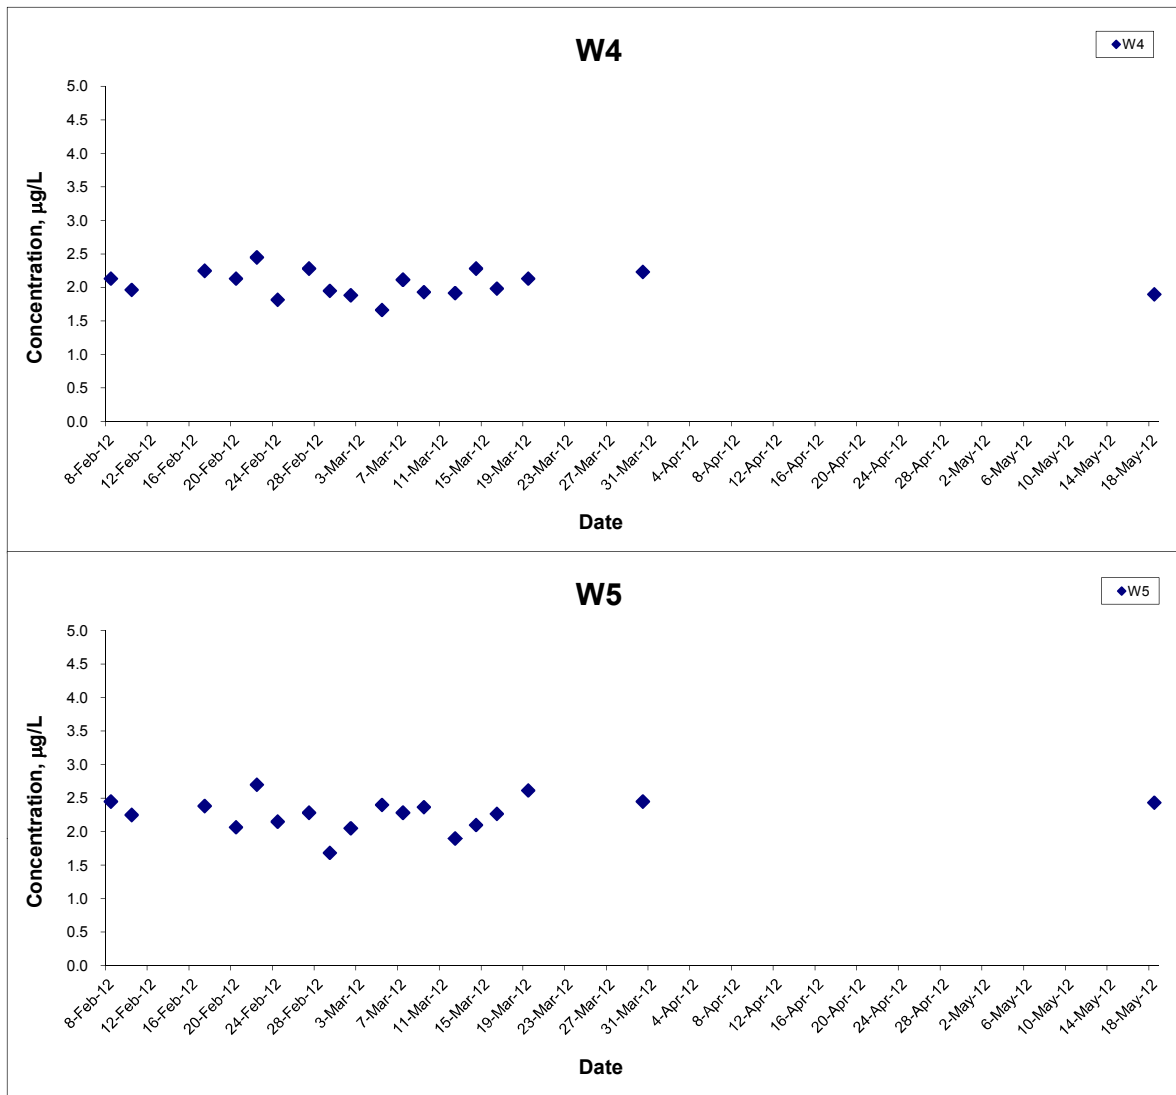 W4
W4
5.0
4.5
4.0
3.5
3.0
2.5
2.0
1.5
1.0
0.5
0.0
Concentration, µg/L
8-Feb-12
12-Feb-12
16-Feb-12
20-Feb-12
24-Feb-12
28-Feb-12
3-Mar-12
7-Mar-12
11-Mar-12
15-Mar-12
19-Mar-12
23-Mar-12
27-Mar-12
31-Mar-12
4-Apr-12
8-Apr-12
12-Apr-12
16-Apr-12
20-Apr-12
24-Apr-12
28-Apr-12
2-May-12
6-May-12
10-May-12
14-May-12
18-May-12
Date
W5
W5
5.0
4.5
4.0
3.5
3.0
2.5
2.0
1.5
1.0
0.5
0.0
Concentration, µg/L
8-Feb-12
12-Feb-12
16-Feb-12
20-Feb-12
24-Feb-12
28-Feb-12
3-Mar-12
7-Mar-12
11-Mar-12
15-Mar-12
19-Mar-12
23-Mar-12
27-Mar-12
31-Mar-12
4-Apr-12
8-Apr-12
12-Apr-12
16-Apr-12
20-Apr-12
24-Apr-12
28-Apr-12
2-May-12
6-May-12
10-May-12
14-May-12
18-May-12
Date